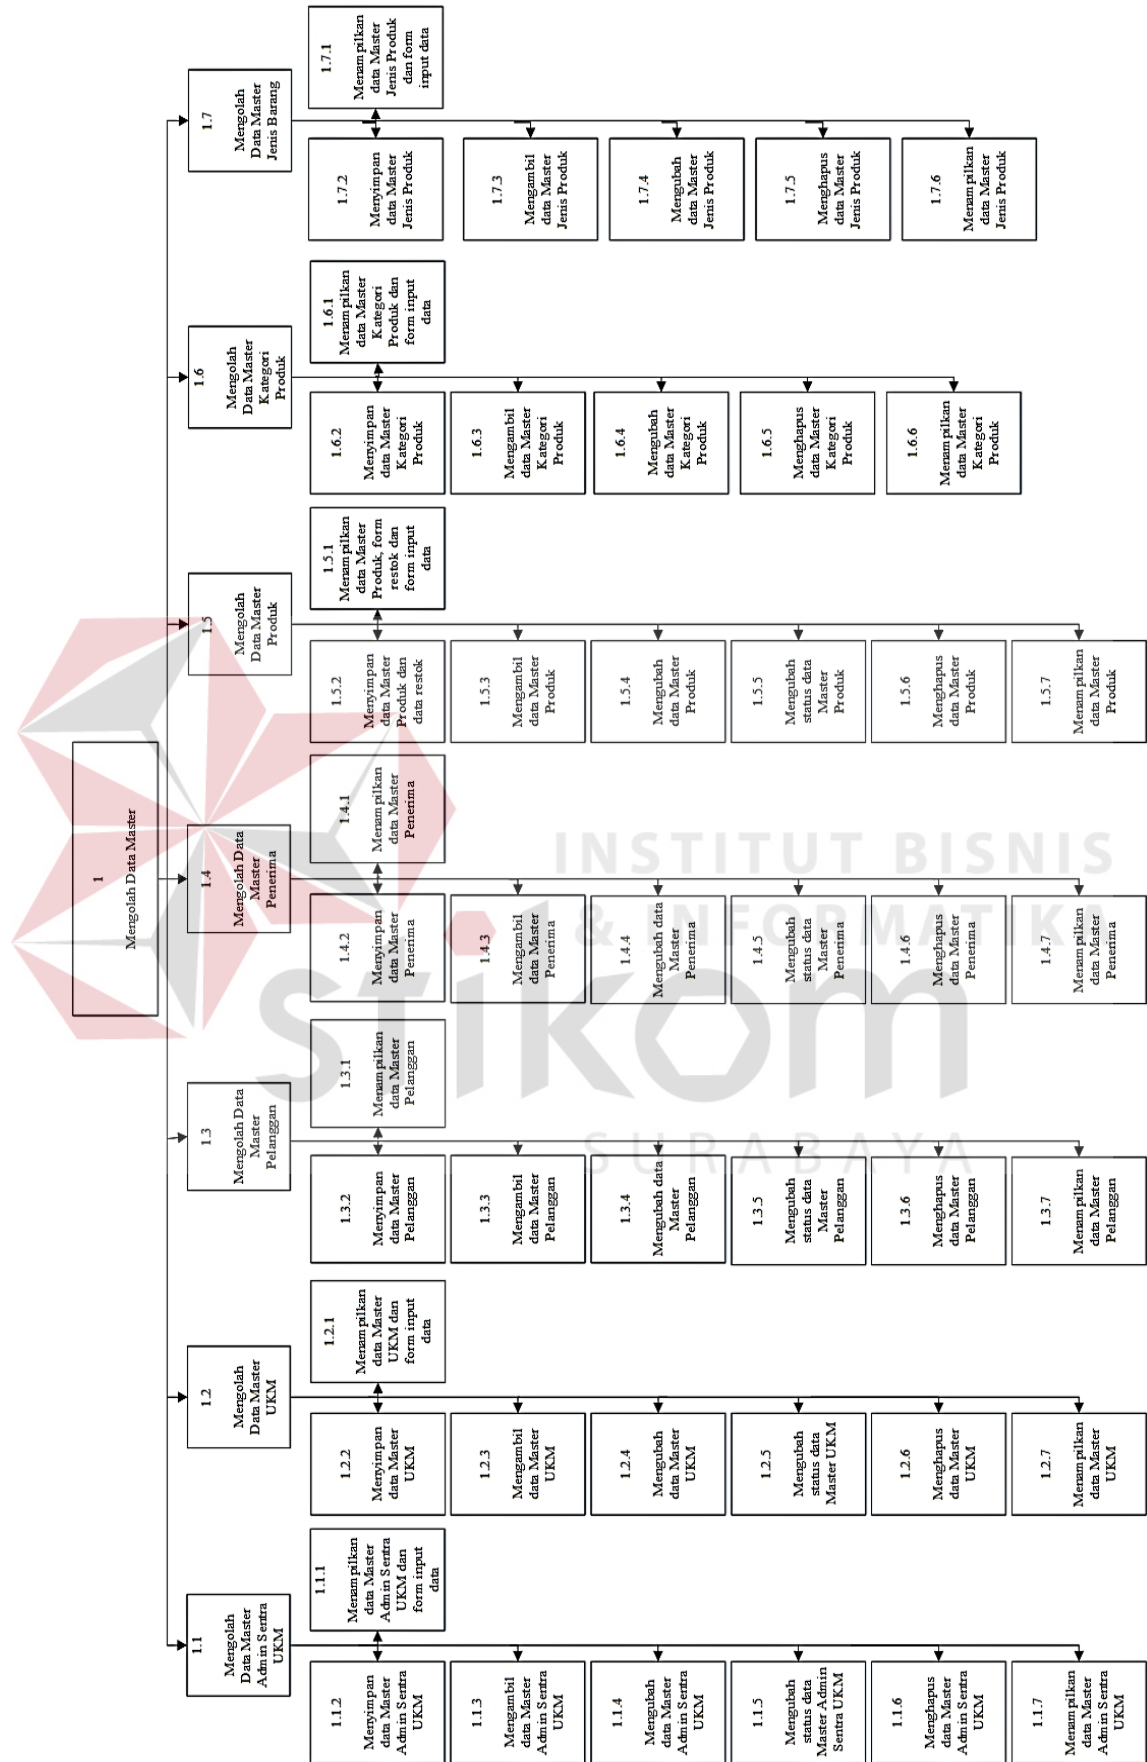 1
Mengolah Data Master
1.1
Mengolah
Data Master
Admin Sentra
UKM
1.1.1
Menampilkan
data Master
Admin Sentra
UKM dan
form input
data
1.1.2
Menyimpan
data Master
Admin Sentra
UKM
1.1.3
Mengambil
data Master
Admin Sentra
UKM
1.1.4
Mengubah
data Master
Admin Sentra
UKM
1.1.5
Mengubah
status data
Master Admin
Sentra UKM
1.1.6
Menghapus
data Master
Admin Sentra
UKM
1.1.7
Menampilkan
data Master
Admin Sentra
UKM
1.2
Mengolah
Data Master
UKM
1.2.1
Menampilkan
data Master
UKM dan
form input
data
1.2.2
Menyimpan
data Master
UKM
1.2.3
Mengambil
data Master
UKM
1.2.4
Mengubah
data Master
UKM
1.2.5
Mengubah
status data
Master UKM
1.2.6
Menghapus
data Master
UKM
1.2.7
Menampilkan
data Master
UKM
1.3
Mengolah Data
Master
Pelanggan
1.3.1
Menampilkan
data Master
Pelanggan
1.3.2
Menyimpan
data Master
Pelanggan
1.3.3
Mengambil
data Master
Pelanggan
1.3.4
Mengubah data
Master
Pelanggan
1.3.5
Mengubah
status data
Master
Pelanggan
1.3.6
Menghapus
data Master
Pelanggan
1.3.7
Menampilkan
data Master
Pelanggan
1.4
Mengolah Data
Master
Penerima
1.4.1
Menampilkan
data Master
Penerima
1.4.2
Menyimpan
data Master
Penerima
1.4.3
Mengambil
data Master
Penerima
1.4.4
Mengubah data
Master
Penerima
1.4.5
Mengubah
status data
Master
Penerima
1.4.6
Menghapus
data Master
Penerima
1.4.7
Menampilkan
data Master
Penerima
1.5
Mengolah
Data Master
Produk
1.5.1
Menampilkan
data Master
Produk, form
restok dan
form input
data
1.5.2
Menyimpan
data Master
Produk dan
data restok
1.5.3
Mengambil
data Master
Produk
1.5.4
Mengubah
data Master
Produk
1.5.5
Mengubah
status data
Master
Produk
1.5.6
Menghapus
data Master
Produk
1.5.7
Menampilkan
data Master
Produk
1.6
Mengolah
Data Master
Kategori
Produk
1.6.1
Menampilkan
data Master
Kategori
Produk dan
form input
data
1.6.2
Menyimpan
data Master
Kategori
Produk
1.6.3
Mengambil
data Master
Kategori
Produk
1.6.4
Mengubah
data Master
Kategori
Produk
1.6.5
Menghapus
data Master
Kategori
Produk
1.6.6
Menampilkan
data Master
Kategori
Produk
1.7
Mengolah
Data Master
Jenis Barang
1.7.1
Menampilkan
data Master
Jenis Produk
dan form
input data
1.7.2
Menyimpan
data Master
Jenis Produk
1.7.3
Mengambil
data Master
Jenis Produk
1.7.4
Mengubah
data Master
Jenis Produk
1.7.5
Menghapus
data Master
Jenis Produk
1.7.6
Menampilkan
data Master
Jenis Produk
INSTITUT BISNIS
& INFORMATIKA
stikom
SURABAYA